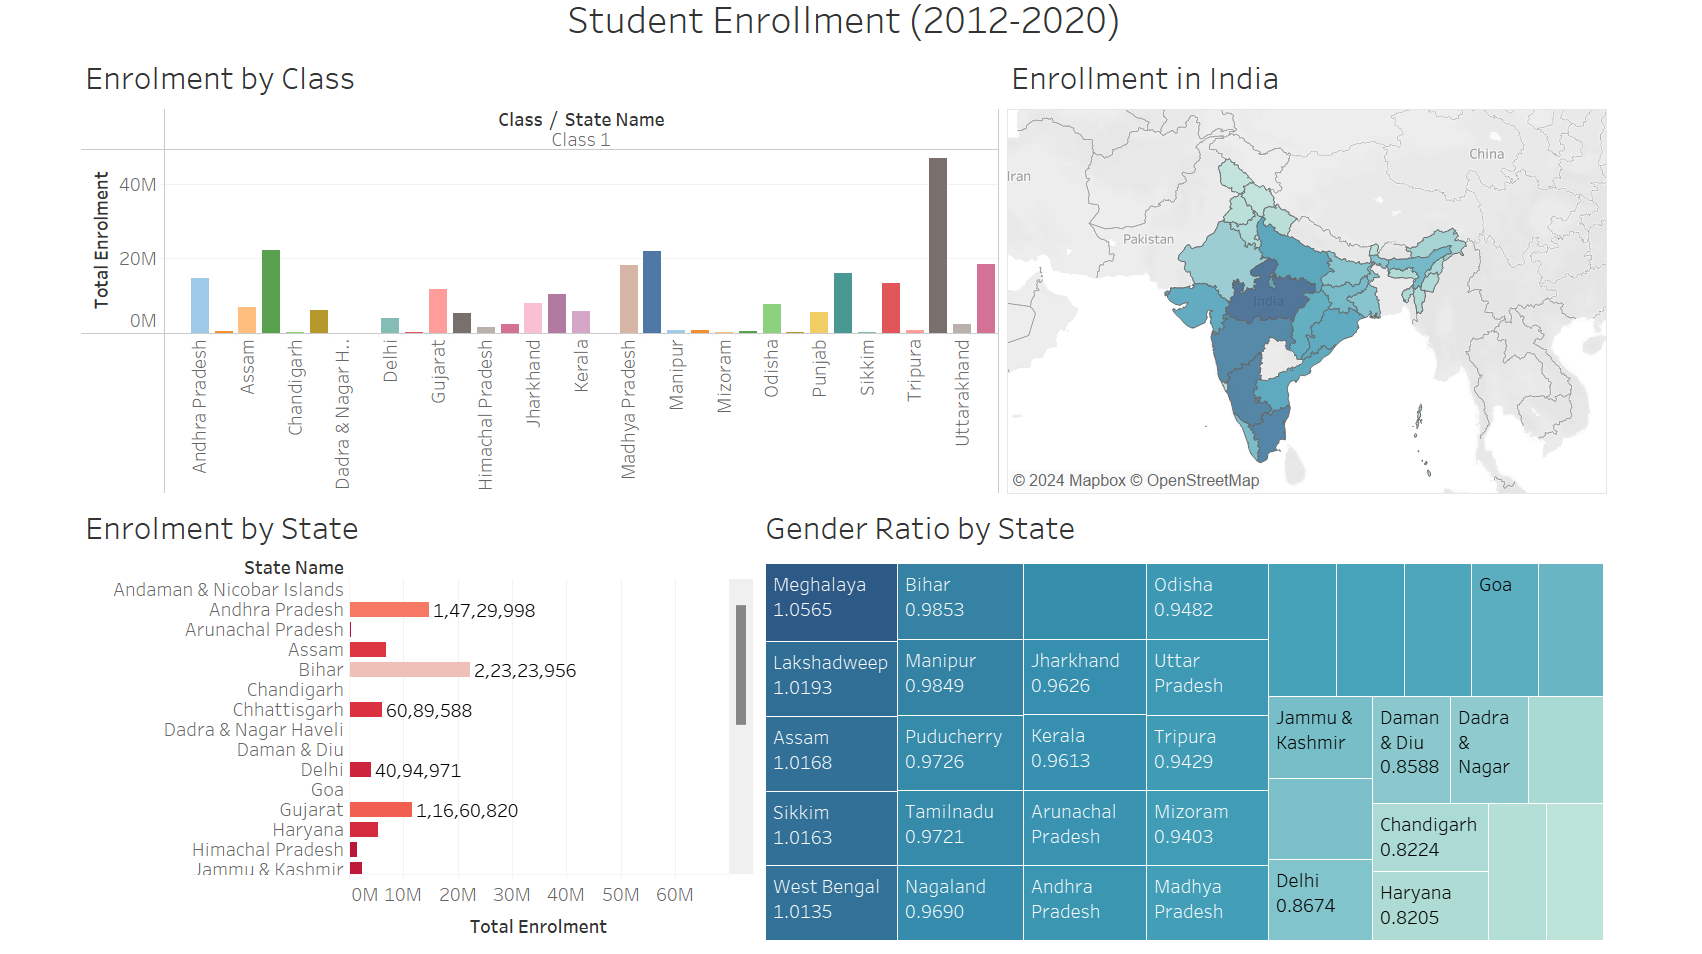 Student Enrollment (2012-2020)
Enrolment by Class
Class / State Name
Class 1
Total Enrolment
40M
20M
0M
Andhra Pradesh
Assam
Chandigarh
Dadra & Nagar H..
Delhi
Gujarat
Himachal Pradesh
Jharkhand
Kerala
Madhya Pradesh
Manipur
Mizoram
Odisha
Punjab
Sikkim
Tripura
Uttarakhand
Enrollment in India
Iran
China
Pakistan
India
© 2024 Mapbox © OpenStreetMap
Enrolment by State
State Name
Andaman & Nicobar Islands
Andhra Pradesh 1,47,29,998
Arunachal Pradesh
Assam
Bihar 2,23,23,956
Chandigarh
Chhattisgarh 60,89,588
Dadra & Nagar Haveli
Daman & Diu
Delhi 40,94,971
Goa
Gujarat 1,16,60,820
Haryana
Himachal Pradesh
Jammu & Kashmir
0M 10M 20M 30M 40M 50M 60M
Total Enrolment
Gender Ratio by State
Meghalaya
1.0565
Lakshadweep
1.0193
Assam
1.0168
Sikkim
1.0163
West Bengal
1.0135
Bihar
0.9853
Manipur
0.9849
Puducherry
0.9726
Tamilnadu
0.9721
Nagaland
0.9690
Jharkhand
0.9626
Kerala
0.9613
Arunachal
Pradesh
Andhra
Pradesh
Odisha
0.9482
Uttar
Pradesh
Tripura
0.9429
Mizoram
0.9403
Madhya
Pradesh
Goa
Jammu &
Kashmir
Delhi
0.8674
Daman
& Diu
0.8588
Dadra
&
Nagar
Chandigarh
0.8224
Haryana
0.8205